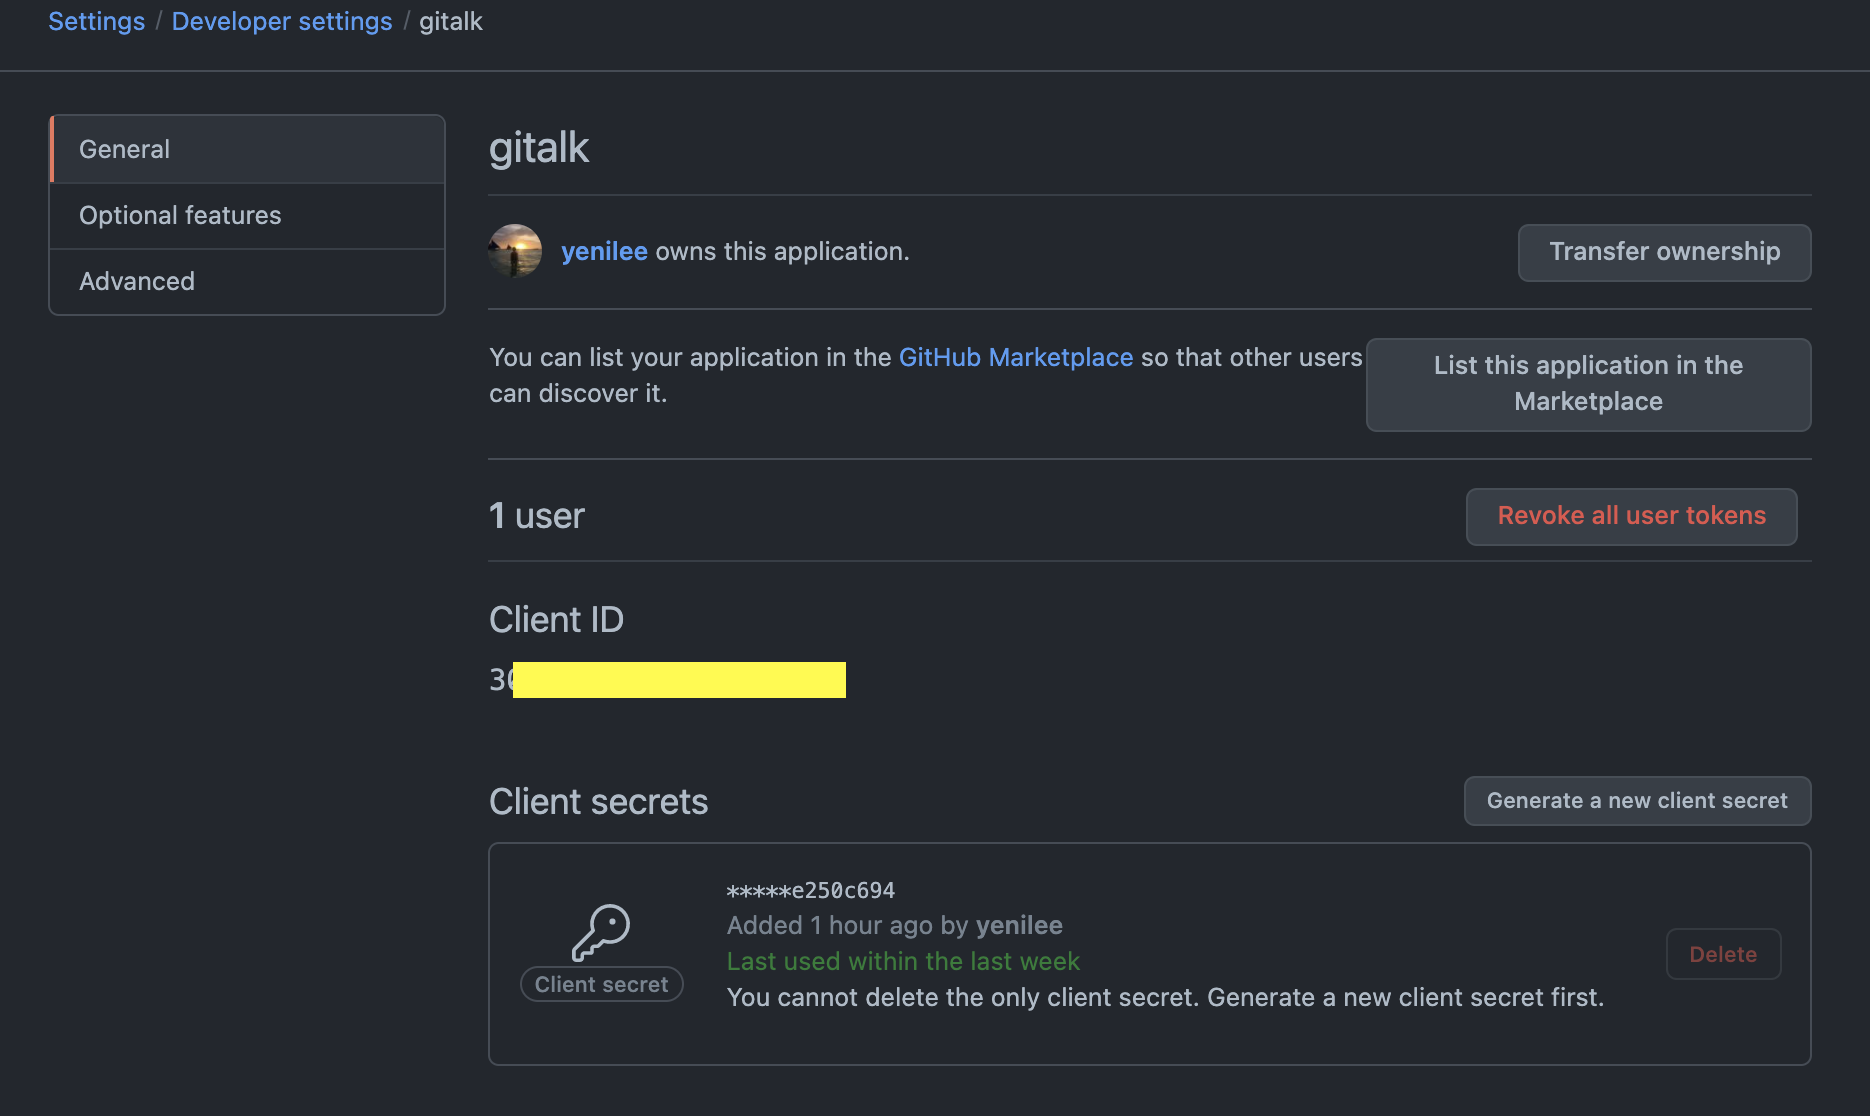 Settings / Developer settings / gitalk
General
Optional features
Advanced
gitalk
yenilee owns this application.
Transfer ownership
You can list your application in the GitHub Marketplace so that other users
can discover it.
List this application in the
Marketplace
1 user
Revoke all user tokens
Client ID
30
Client secrets
Generate a new client secret
Client secret
*****e250c694
Added 1 hour ago by yenilee
Last used within the last week
You cannot delete the only client secret. Generate a new client secret first.
Delete